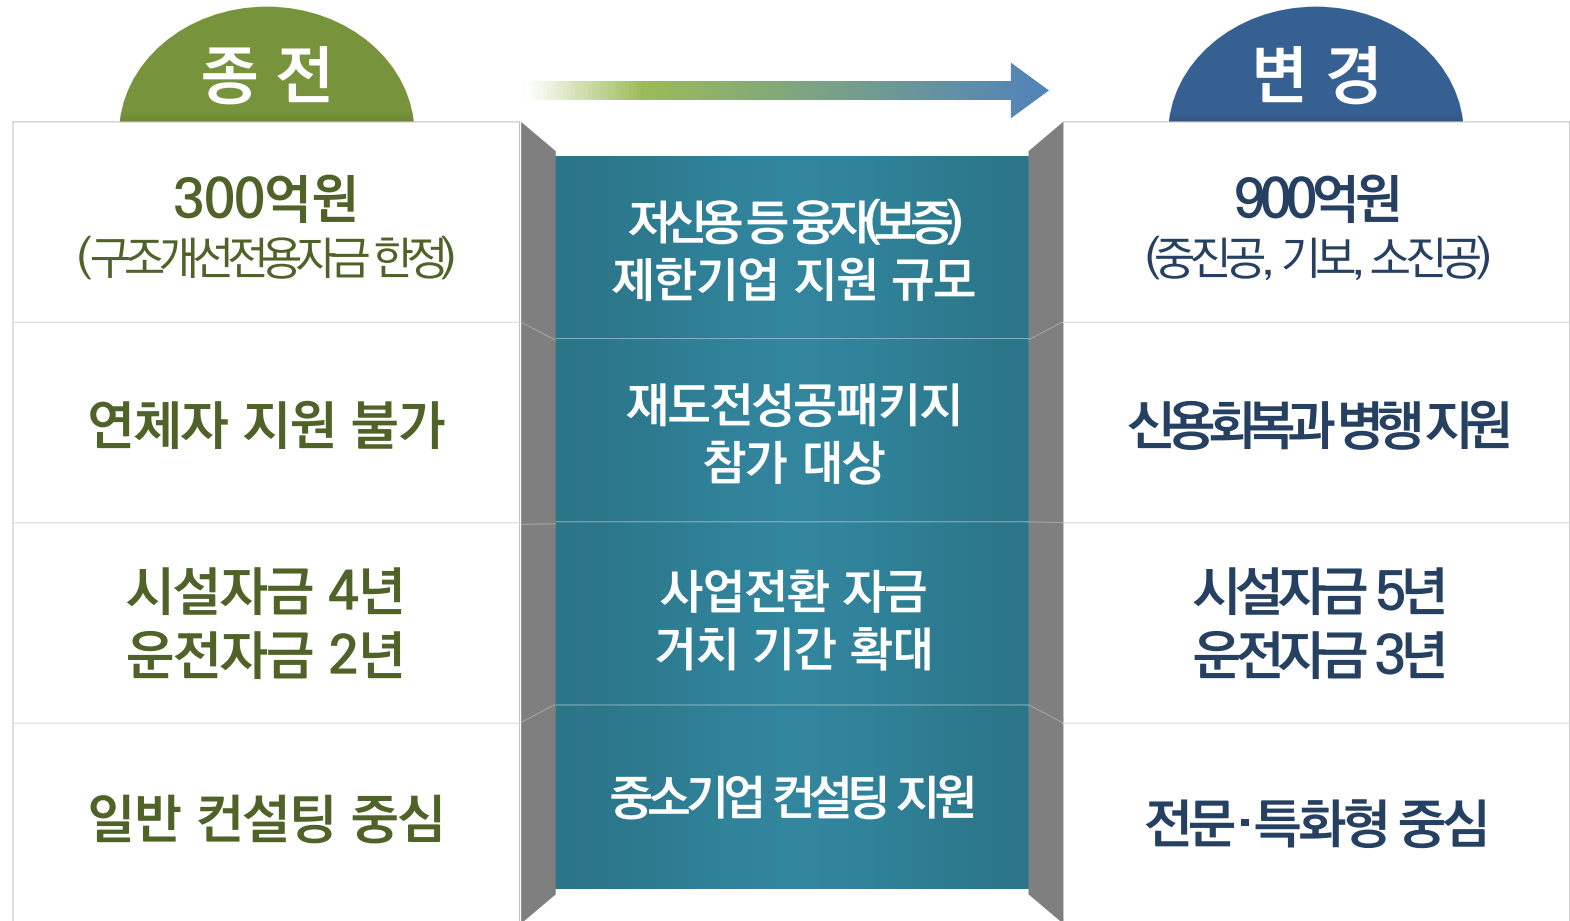 종 전
변 경
300억원
(구조개선전용자금 한정)
저신용 등 융자(보증)
제한기업 지원 규모
900억원
(중진공, 기보, 소진공)
연체자 지원 불가
재도전성공패키지
참가 대상
신용회복과 병행 지원
시설자금 4년
운전자금 2년
사업전환 자금
거치 기간 확대
시설자금 5년
운전자금 3년
일반 컨설팅 중심
중소기업 컨설팅 지원
전문·특화형 중심